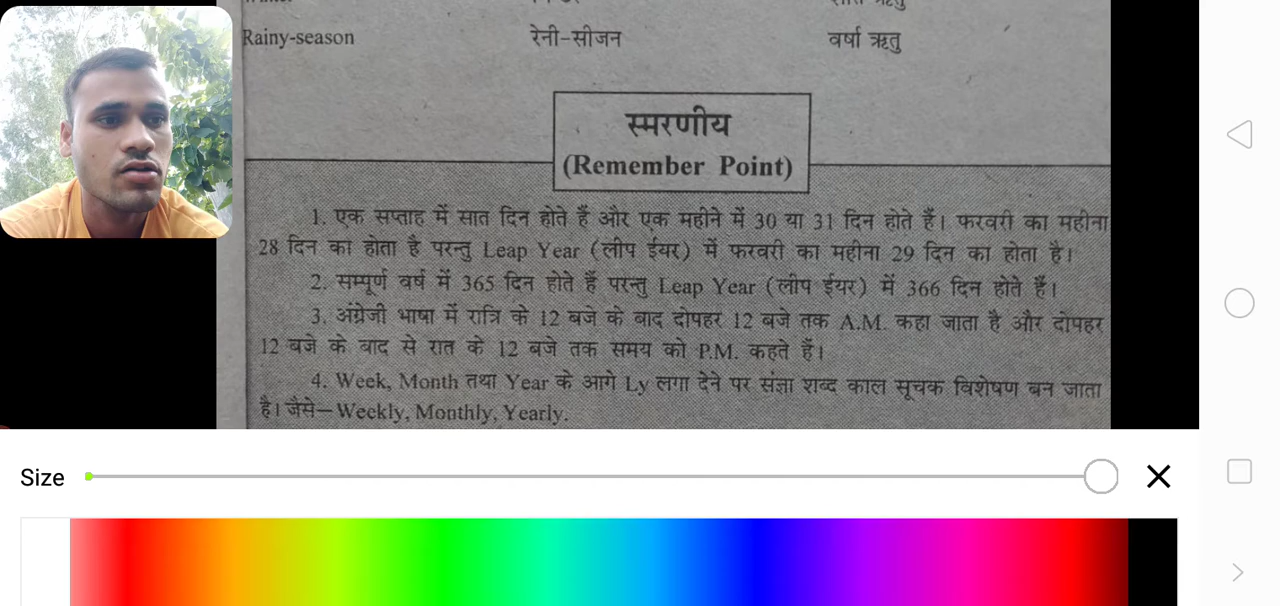 Rainy-season रेनी-सीजन वर्षा ऋतु
स्मरणीय
(Remember Point)
1. एक सप्ताह में सात दिन होते हैं और एक महीने में 30 या 31 दिन होते हैं। फरवरी का महीना
28 दिन का होता है परन्तु Leap Year (लीप ईयर) में फरवरी का महीना 29 दिन का होता है।
2. सम्पूर्ण वर्ष में 365 दिन होते हैं परन्तु Leap Year (लीप ईयर) में 366 दिन होते हैं।
3. अंग्रेजी भाषा में रात्रि के 12 बजे के बाद दोपहर 12 बजे तक A.M. कहा जाता है और दोपहर
12 बजे के बाद से रात के 12 बजे तक समय को P.M. कहते हैं।
4. Week, Month तथा Year के आगे Ly लगा देने पर संज्ञा शब्द काल सूचक विशेषण बन जाता
है। जैसे—Weekly, Monthly, Yearly.
Size